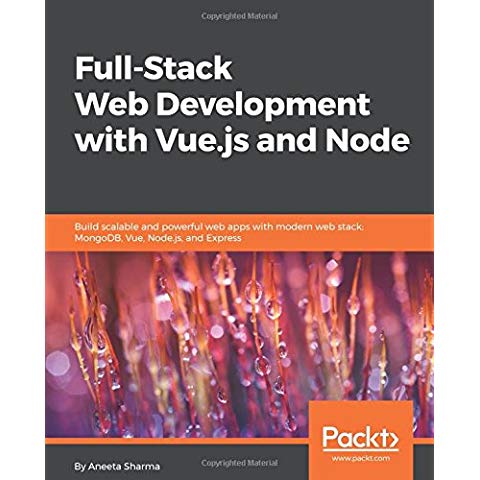 Copyrighted Material
Full-Stack
Web Development
with Vue.js and Node
Build scalable and powerful web apps with modern web stack:
MongoDB, Vue, Node.js, and Express
Packt>
www.packt.com
By Aneeta Sharma
Copyrighted Material